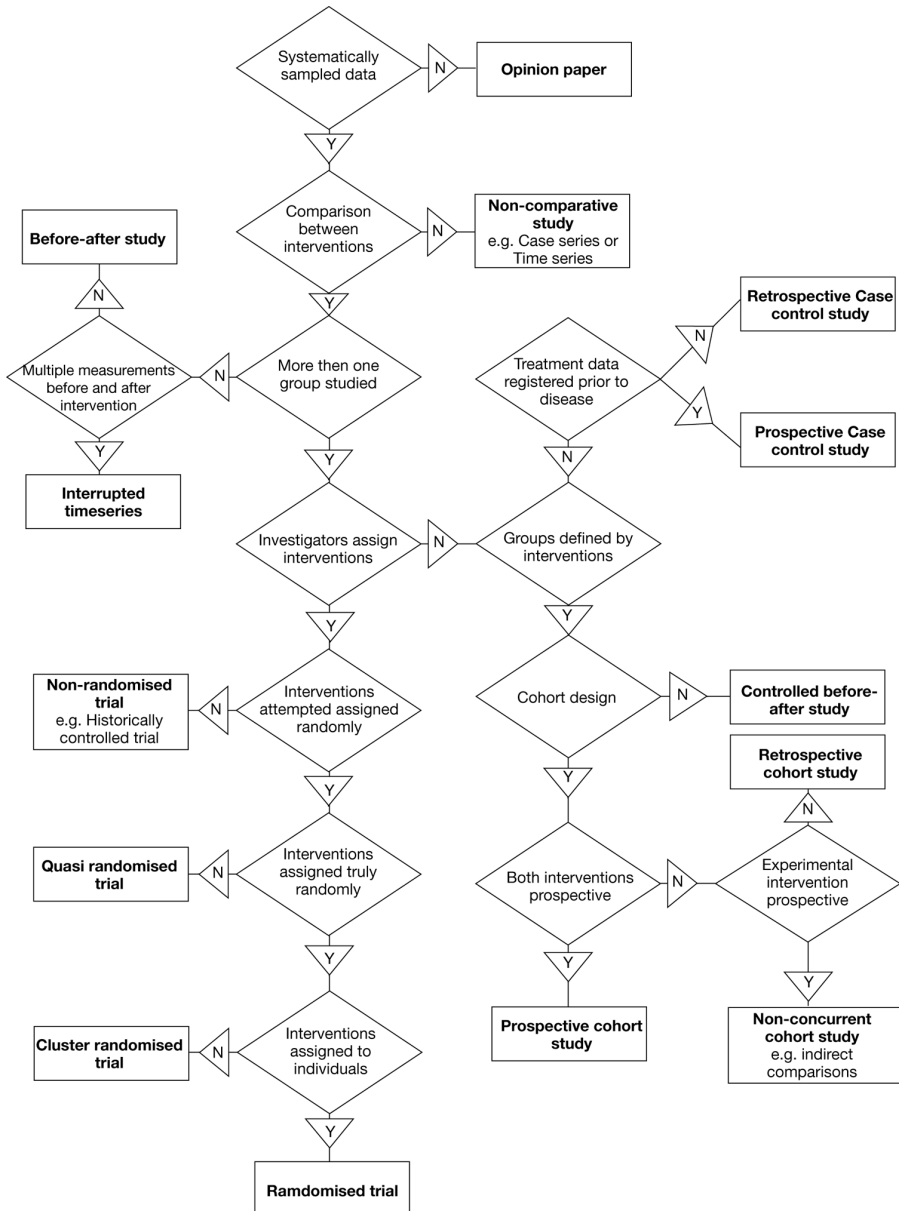 Systematically
sampled data
N
Opinion paper
Y
Comparison
between
interventions
N
Non-comparative
study
e.g. Case series or
Time series
Y
Before-after study
N
Multiple measurements
before and after
intervention
N
More then one
group studied
Y
Interrupted
timeseries
Treatment data
registered prior to
disease
N
Retrospective Case
control study
Y
Prospective Case
control study
Y
N
Investigators assign
interventions
N
Groups defined by
interventions
Y
Y
Non-randomised
trial
e.g. Historically
controlled trial
N
Interventions
attempted assigned
randomly
Cohort design
N
Controlled before-
after study
Y
Y
Retrospective
cohort study
N
Quasi randomised
trial
N
Interventions
assigned truly
randomly
Both interventions
prospective
N
Experimental
intervention
prospective
Y
Y
Y
Prospective cohort
study
Non-concurrent
cohort study
e.g. indirect
comparisons
Cluster randomised
trial
N
Interventions
assigned to
individuals
Y
Ramdomised trial